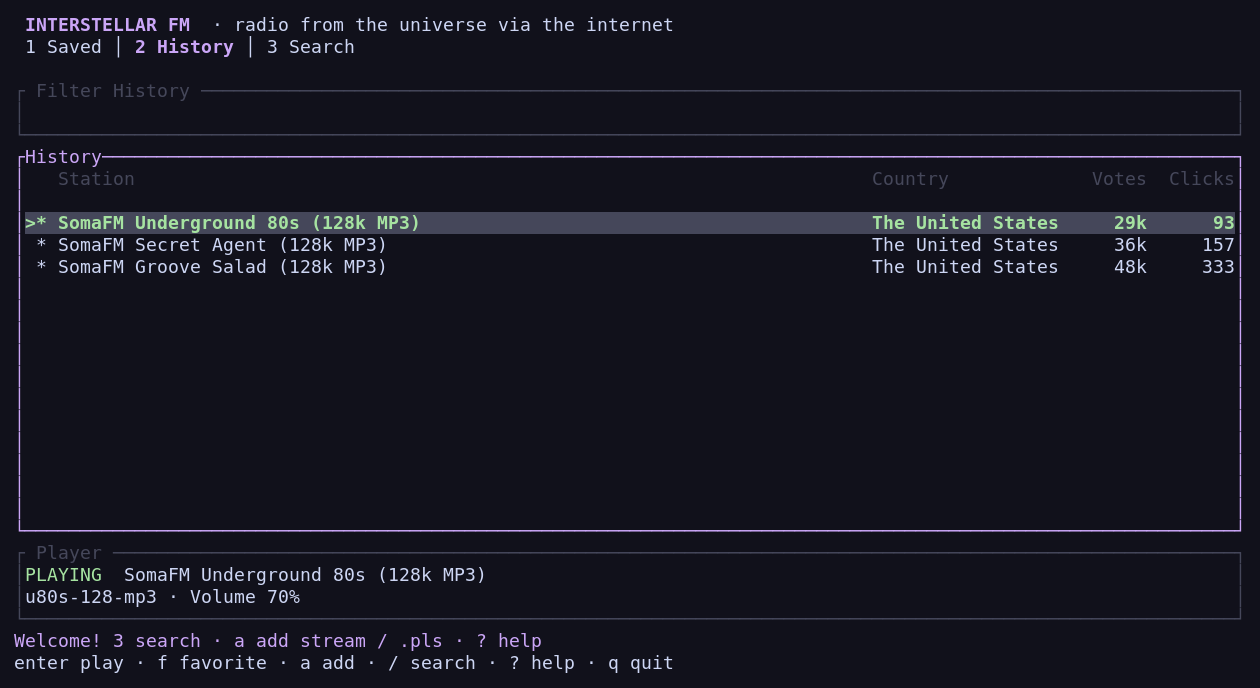 INTERSTELLAR FM · radio from the universe via the internet
1 Saved │ 2 History │ 3 Search
Filter History
History
Station Country Votes Clicks
>* SomaFM Underground 80s (128k MP3) The United States 29k 93
* SomaFM Secret Agent (128k MP3) The United States 36k 157
* SomaFM Groove Salad (128k MP3) The United States 48k 333
Player
PLAYING SomaFM Underground 80s (128k MP3)
u80s-128-mp3 · Volume 70%
Welcome! 3 search · a add stream / .pls · ? help
enter play · f favorite · a add · / search · ? help · q quit